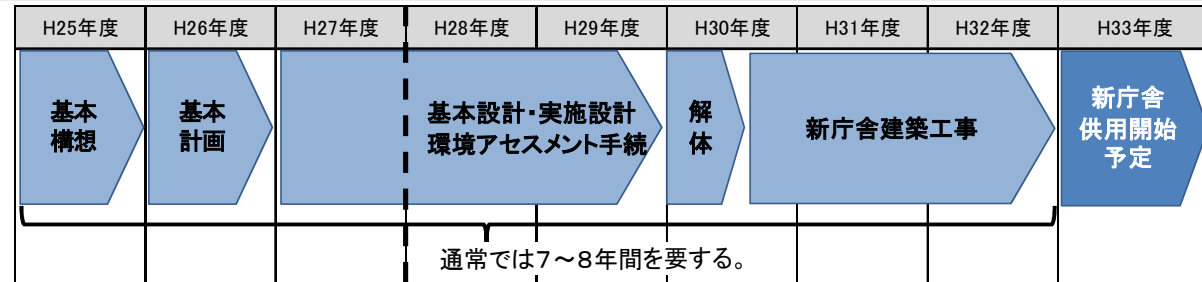 H25年度 H26年度 H27年度 H28年度 H29年度 H30年度 H31年度 H32年度 H33年度
基本
構想
基本
計画
基本設計・実施設計
環境アセスメント手続
解
体
新庁舎建築工事
新庁舎
供用開始
予定
通常では７～８年間を要する。